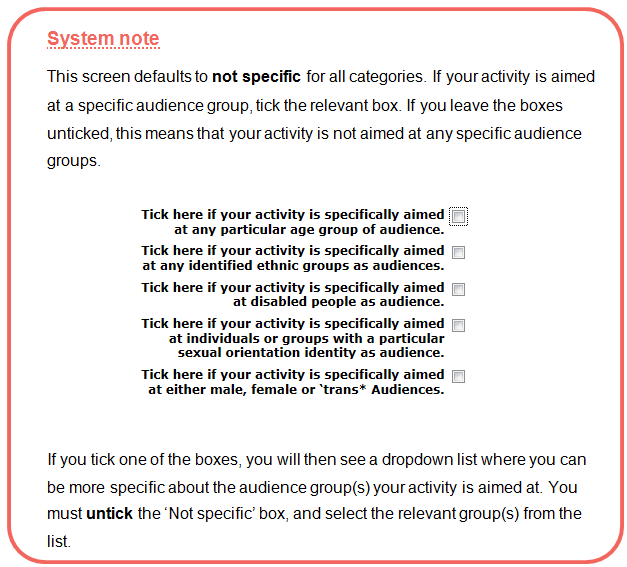 System note
This screen defaults to not specific for all categories. If your activity is aimed
at a specific audience group, tick the relevant box. If you leave the boxes
unticked, this means that your activity is not aimed at any specific audience
groups.
Tick here if your activity is specifically aimed
at any particular age group of audience.
Tick here if your activity is specifically aimed
at any identified ethnic groups as audiences.
Tick here if your activity is specifically aimed
at disabled people as audience.
Tick here if your activity is specifically aimed
at individuals or groups with a particular
sexual orientation identity as audience.
Tick here if your activity is specifically aimed
at either male, female or `trans* Audiences.
If you tick one of the boxes, you will then see a dropdown list where you can
be more specific about the audience group(s) your activity is aimed at. You
must untick the ‘Not specific’ box, and select the relevant group(s) from the
list.